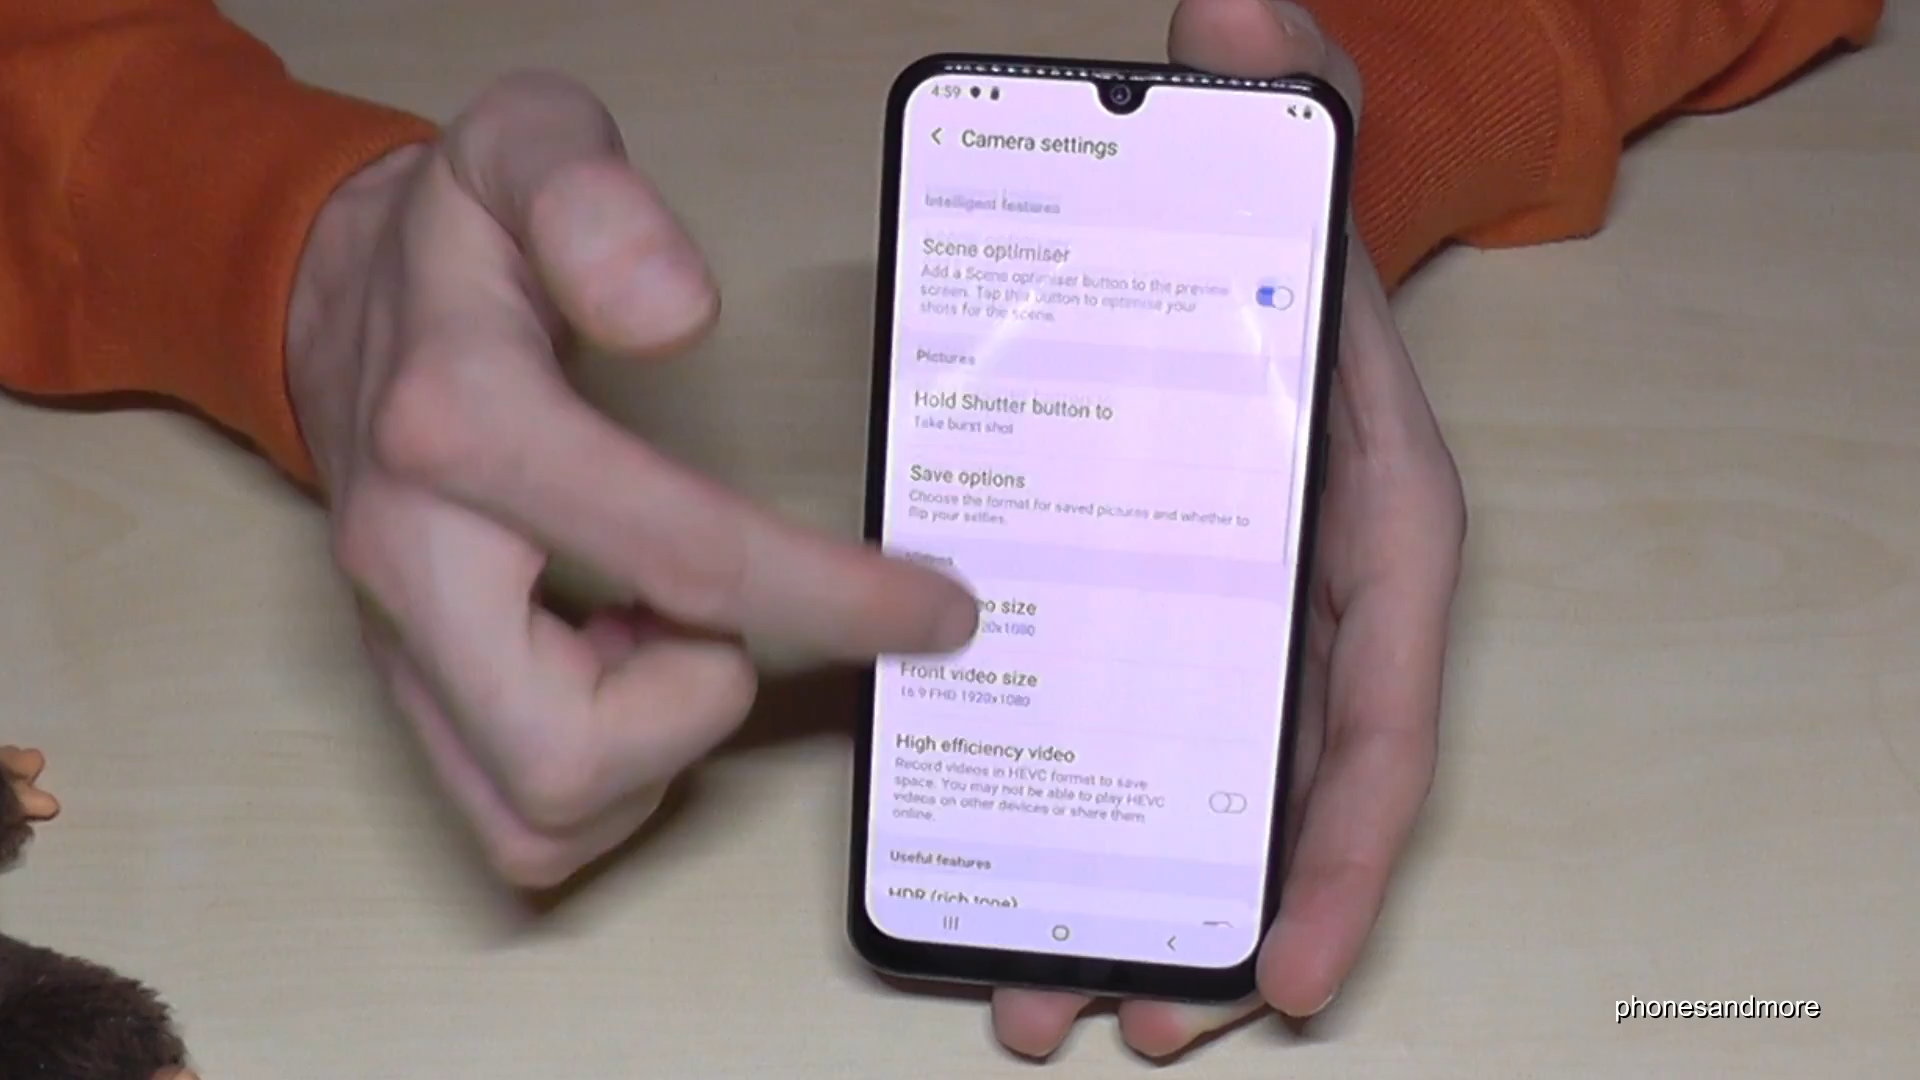 4:59
Camera settings
Intelligent features
Scene optimiser
Add a Scene optimiser button to the preview
screen. Tap this button to optimise your
shots for the scene.
Pictures
Hold Shutter button to
Take burst shot
Save options
Choose the format for saved pictures and whether to
flip your selfies.
size
Front video size
16:9 FHD 1920x1080
High efficiency video
Record videos in HEVC format to save
space. You may not be able to play HEVC
videos on other devices or share them
online.
Useful features
HDR (rich tone)
phonesandmore